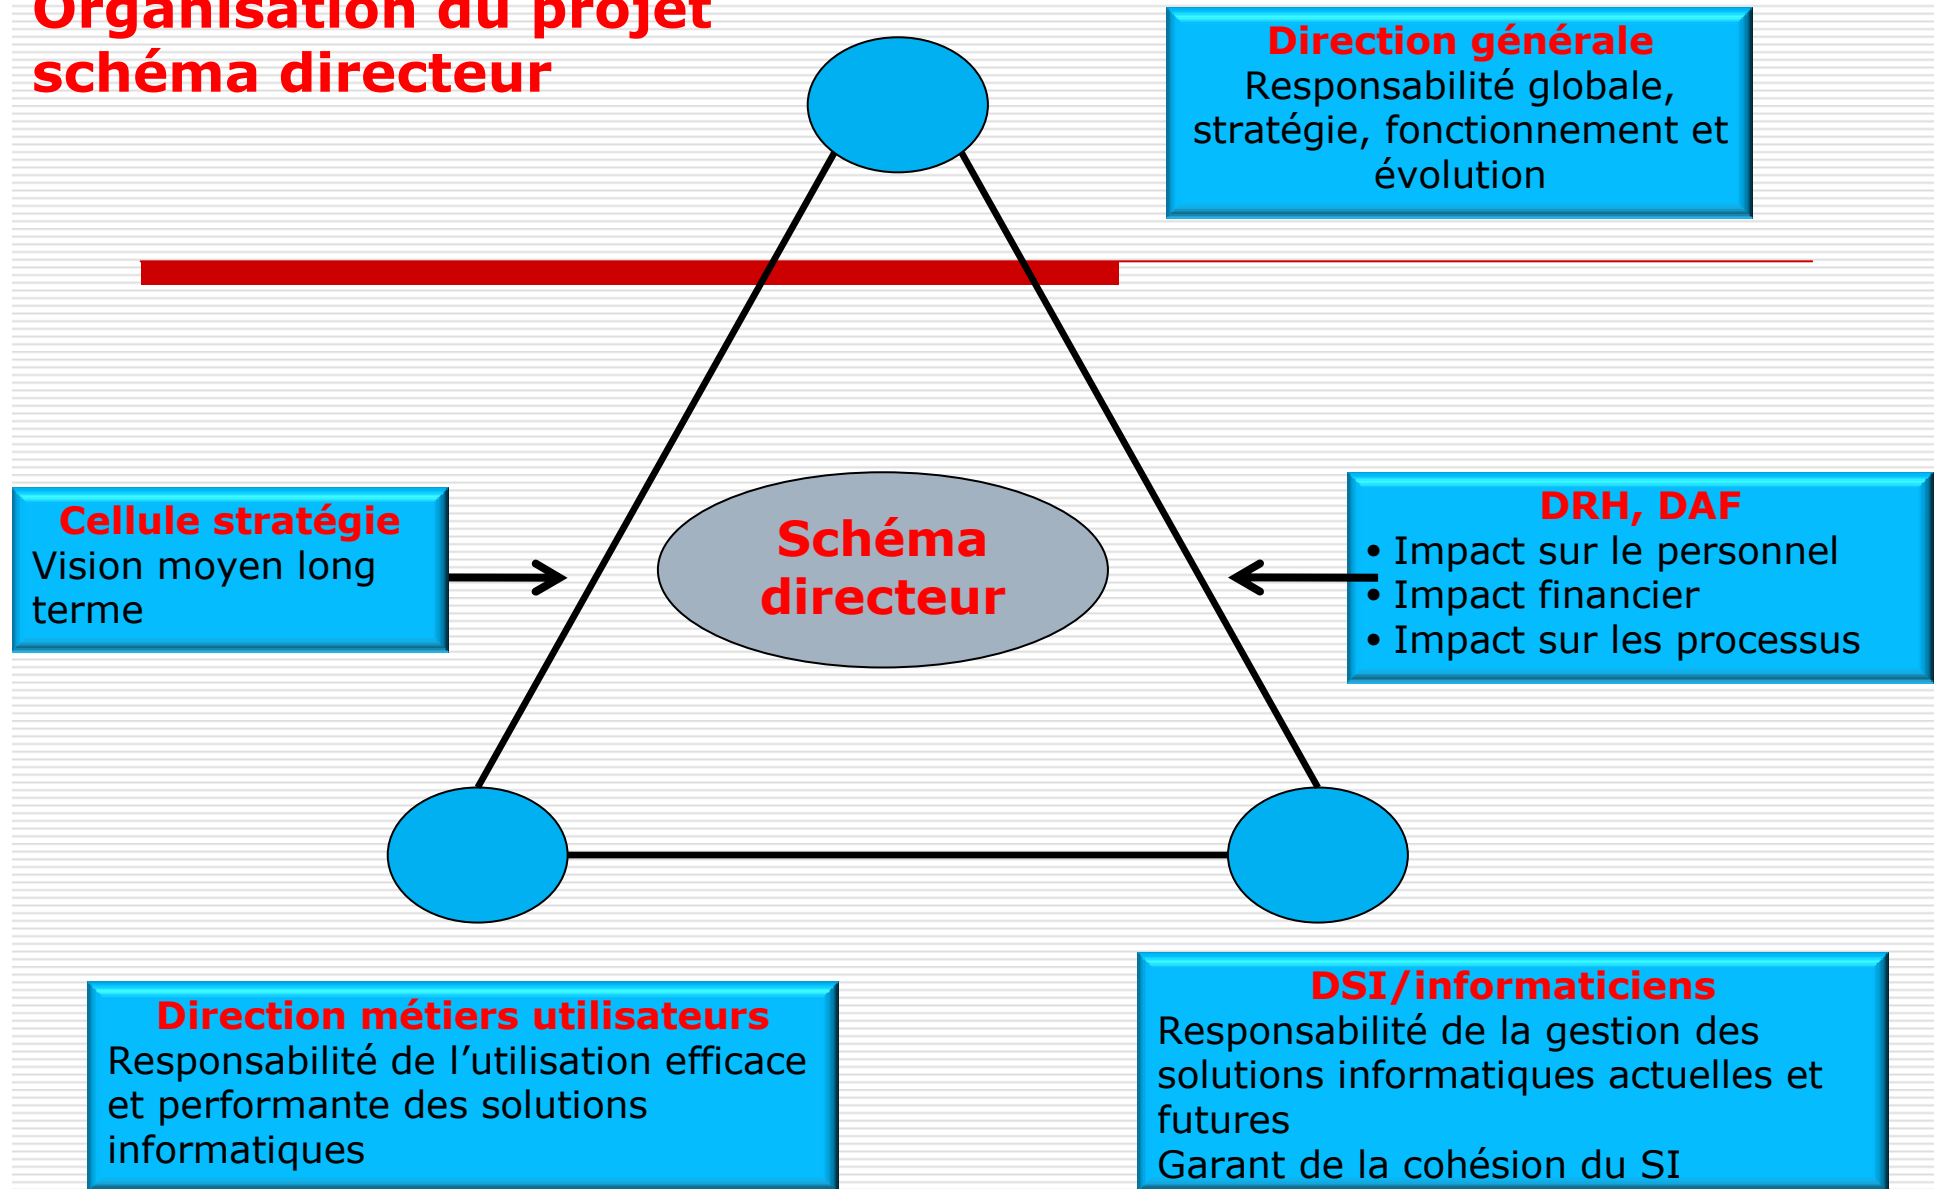 Organisation du projet
schéma directeur
Direction générale
Responsabilité globale,
stratégie, fonctionnement et
évolution
Cellule stratégie
Vision moyen long
terme
Schéma
directeur
DRH, DAF
• Impact sur le personnel
• Impact financier
• Impact sur les processus
Direction métiers utilisateurs
Responsabilité de l’utilisation efficace
et performante des solutions
informatiques
DSI/informaticiens
Responsabilité de la gestion des
solutions informatiques actuelles et
futures
Garant de la cohésion du SI